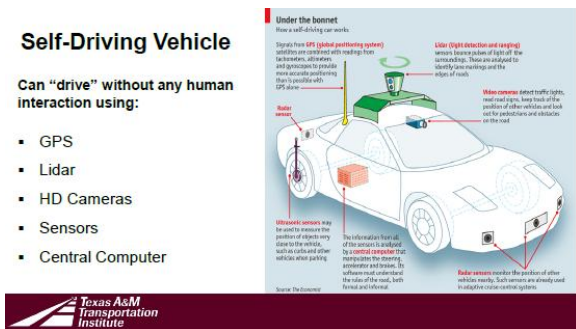 Self-Driving Vehicle
Can “drive” without any human
interaction using:
▪ GPS
▪ Lidar
▪ HD Cameras
▪ Sensors
▪ Central Computer
Under the bonnet
How a self-driving car works
Signals from GPS (global positioning system)
satellites are combined with readings from
tachometers, altimeters
and gyroscopes to provide
more accurate positioning
than is possible with
GPS alone
Lidar (light detection and ranging)
sensors bounce pulses of light off the
surroundings. These are analysed to
identify lane markings and the
edges of roads
Video cameras detect traffic lights,
read road signs, keep track of the
position of other vehicles and look
out for pedestrians and obstacles
on the road
Radar
sensor
Ultrasonic sensors may
be used to measure the
position of objects very
close to the vehicle,
such as curbs and other
vehicles when parking
The information from all
of the sensors is analysed
by a central computer that
manipulates the steering,
accelerator and brakes. Its
software must understand
the rules of the road, both
formal and informal
Radar sensors monitor the position of other
vehicles nearby. Such sensors are already used
in adaptive cruise-control systems
Source: The Economist
Texas A&M
Transportation
Institute